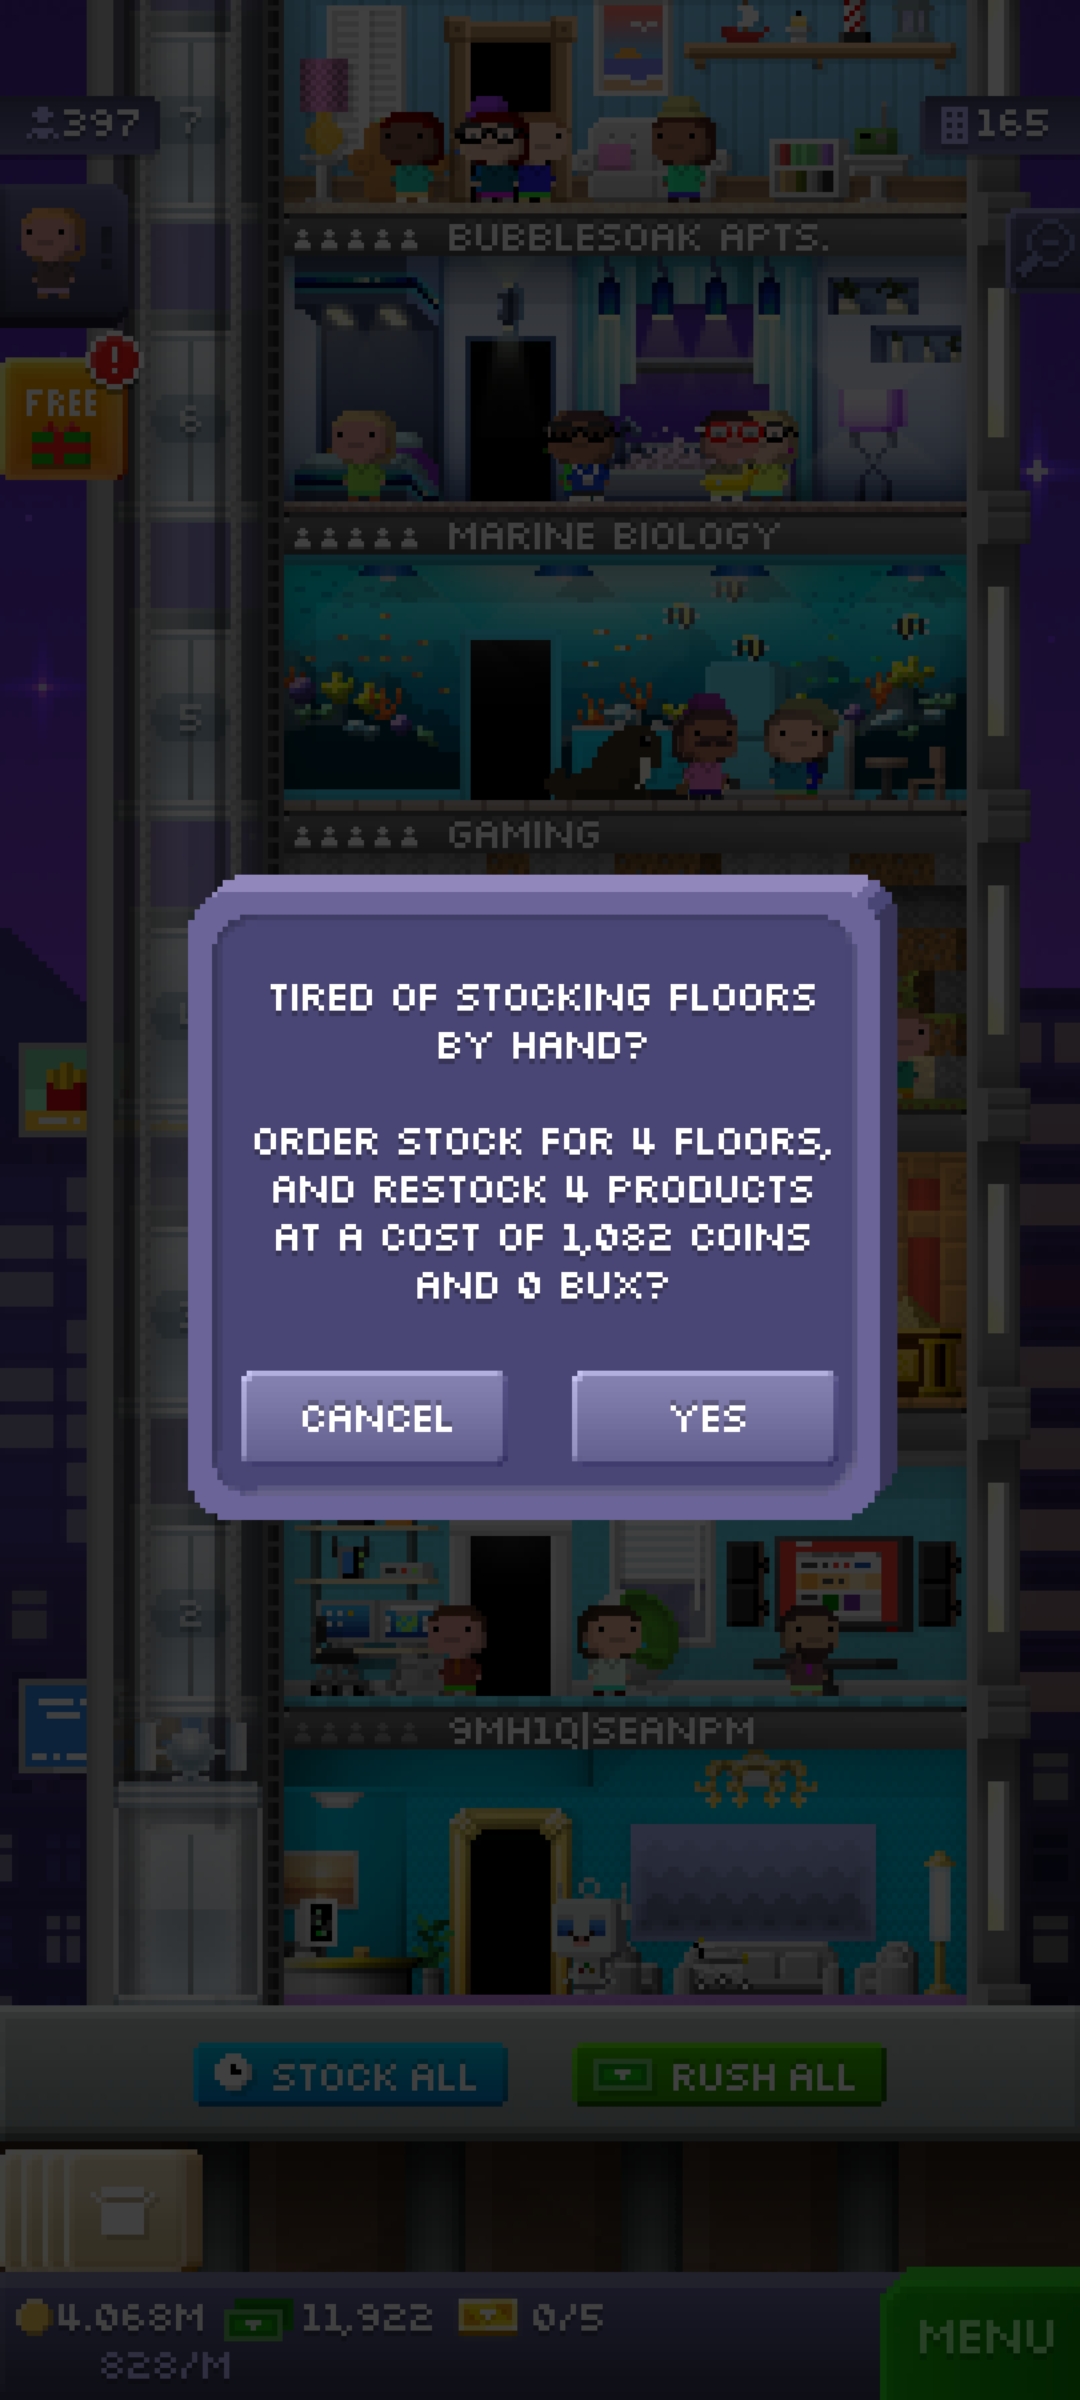 397
7
165
BUBBLESOAK APTS.
FREE
!
6
MARINE BIOLOGY
5
GAMING
TIRED OF STOCKING FLOORS
BY HAND?
ORDER STOCK FOR 4 FLOORS,
AND RESTOCK 4 PRODUCTS
AT A COST OF 1,082 COINS
AND 0 BUX?
CANCEL
YES
2
9MH1Q|SEANPM
STOCK ALL
RUSH ALL
4.068M
11,922
0/5
828/M
MENU